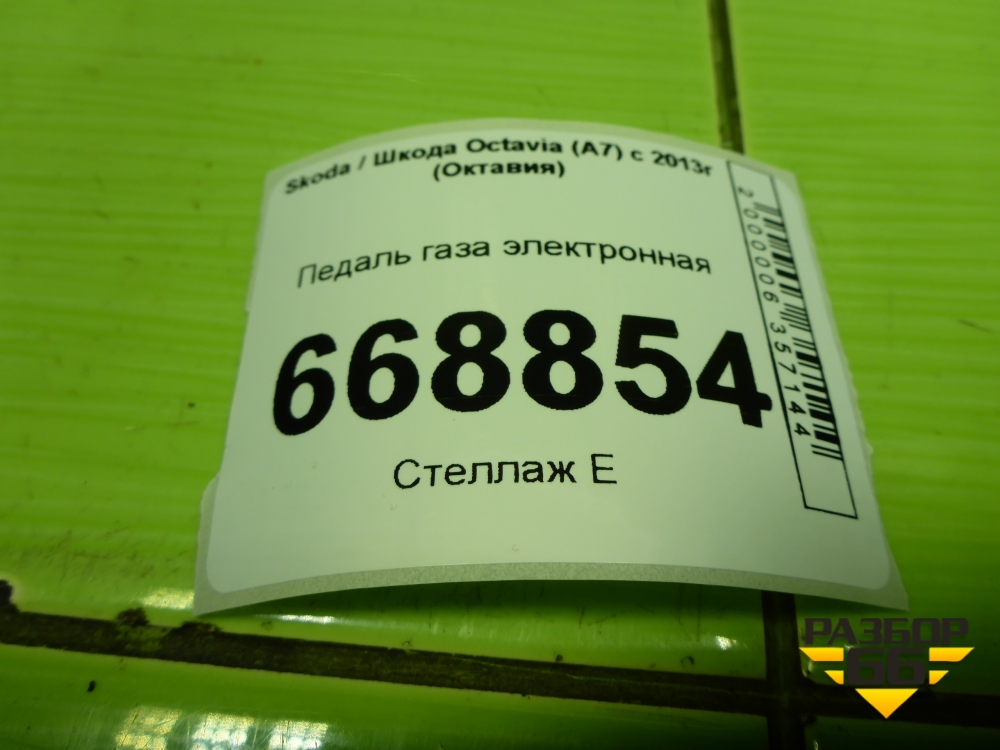 Skoda / Шкода Octavia (A7) с 2013г
(Октавия)
Педаль газа электронная
668854
Стеллаж Е
2000006357144
РАЗБОР
66